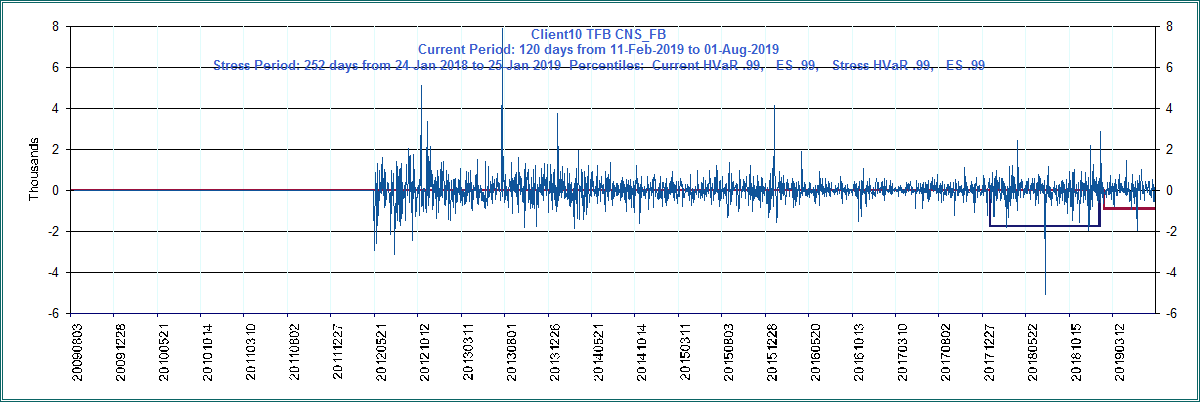 Client10 TFB CNS_FB
Current Period: 120 days from 11-Feb-2019 to 01-Aug-2019
Stress Period: 252 days from 24 Jan 2018 to 25 Jan 2019  Percentiles:  Current HVaR .99,   ES .99,   Stress HVaR .99,   ES .99
8 8
6 6
4 4
2 2
0 0
-2 -2
-4 -4
-6 -6
Thousands
20090803 20091228 20100521 20101014 20110310 20110802 20111227 20120521 20121012 20130311 20130801 20131226 20140521 20141014 20150311 20150803 20151228 20160520 20161013 20170310 20170802 20171227 20180522 20181015 20190312